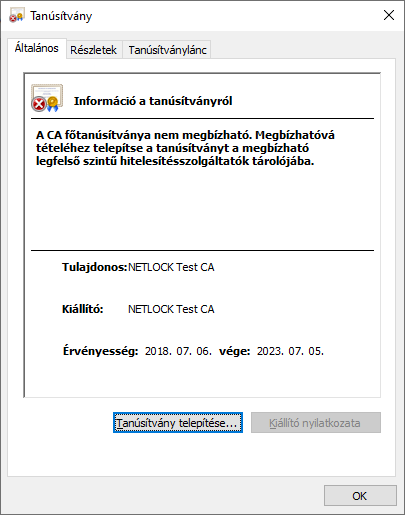 Tanúsítvány
Általános
Részletek
Tanúsítványlánc
Információ a tanúsítványról
A CA főtanúsítványa nem megbízható. Megbízhatóvá
tételéhez telepítse a tanúsítványt a megbízható
legfelső szintű hitelesítésszolgáltatók tárolójába.
Tulajdonos: NETLOCK Test CA
Kiállító: NETLOCK Test CA
Érvényesség: 2018. 07. 06. vége: 2023. 07. 05.
Tanúsítvány telepítése...
Kiállító nyilatkozata
OK